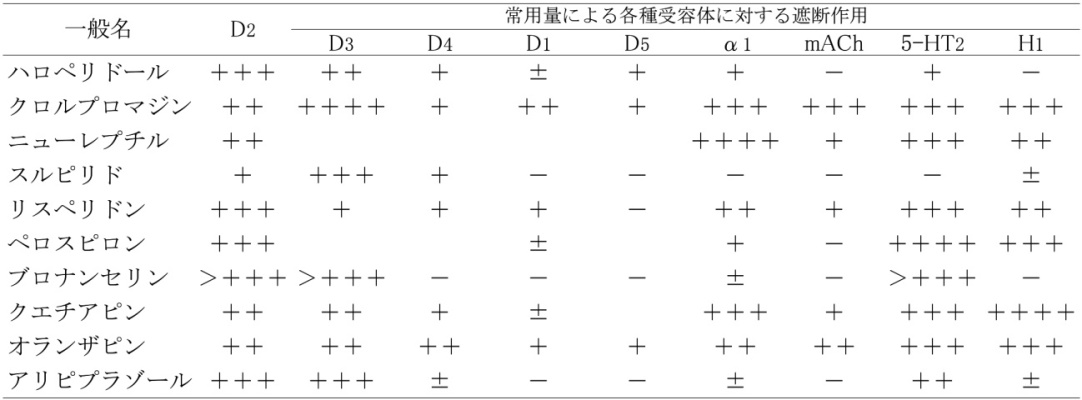 一般名 D2 常用量による各種受容体に対する遮断作用
D3 D4 D1 D5 α1 mACh 5-HT2 H1
ハロペリドール +++ ++ + ± + + − + −
クロルプロマジン ++ ++++ + ++ + +++ +++ +++ +++
ニューレプチル ++ ++++ + +++ ++
スルピリド + +++ + − − − − − ±
リスペリドン +++ + + + − ++ + +++ ++
ペロスピロン +++ ± + − ++++ +++
ブロナンセリン >+++ >+++ − − − ± − >+++ −
クエチアピン ++ ++ + ± +++ + +++ ++++
オランザピン ++ ++ ++ + + ++ ++ +++ +++
アリピプラゾール +++ +++ ± − − ± − ++ ±